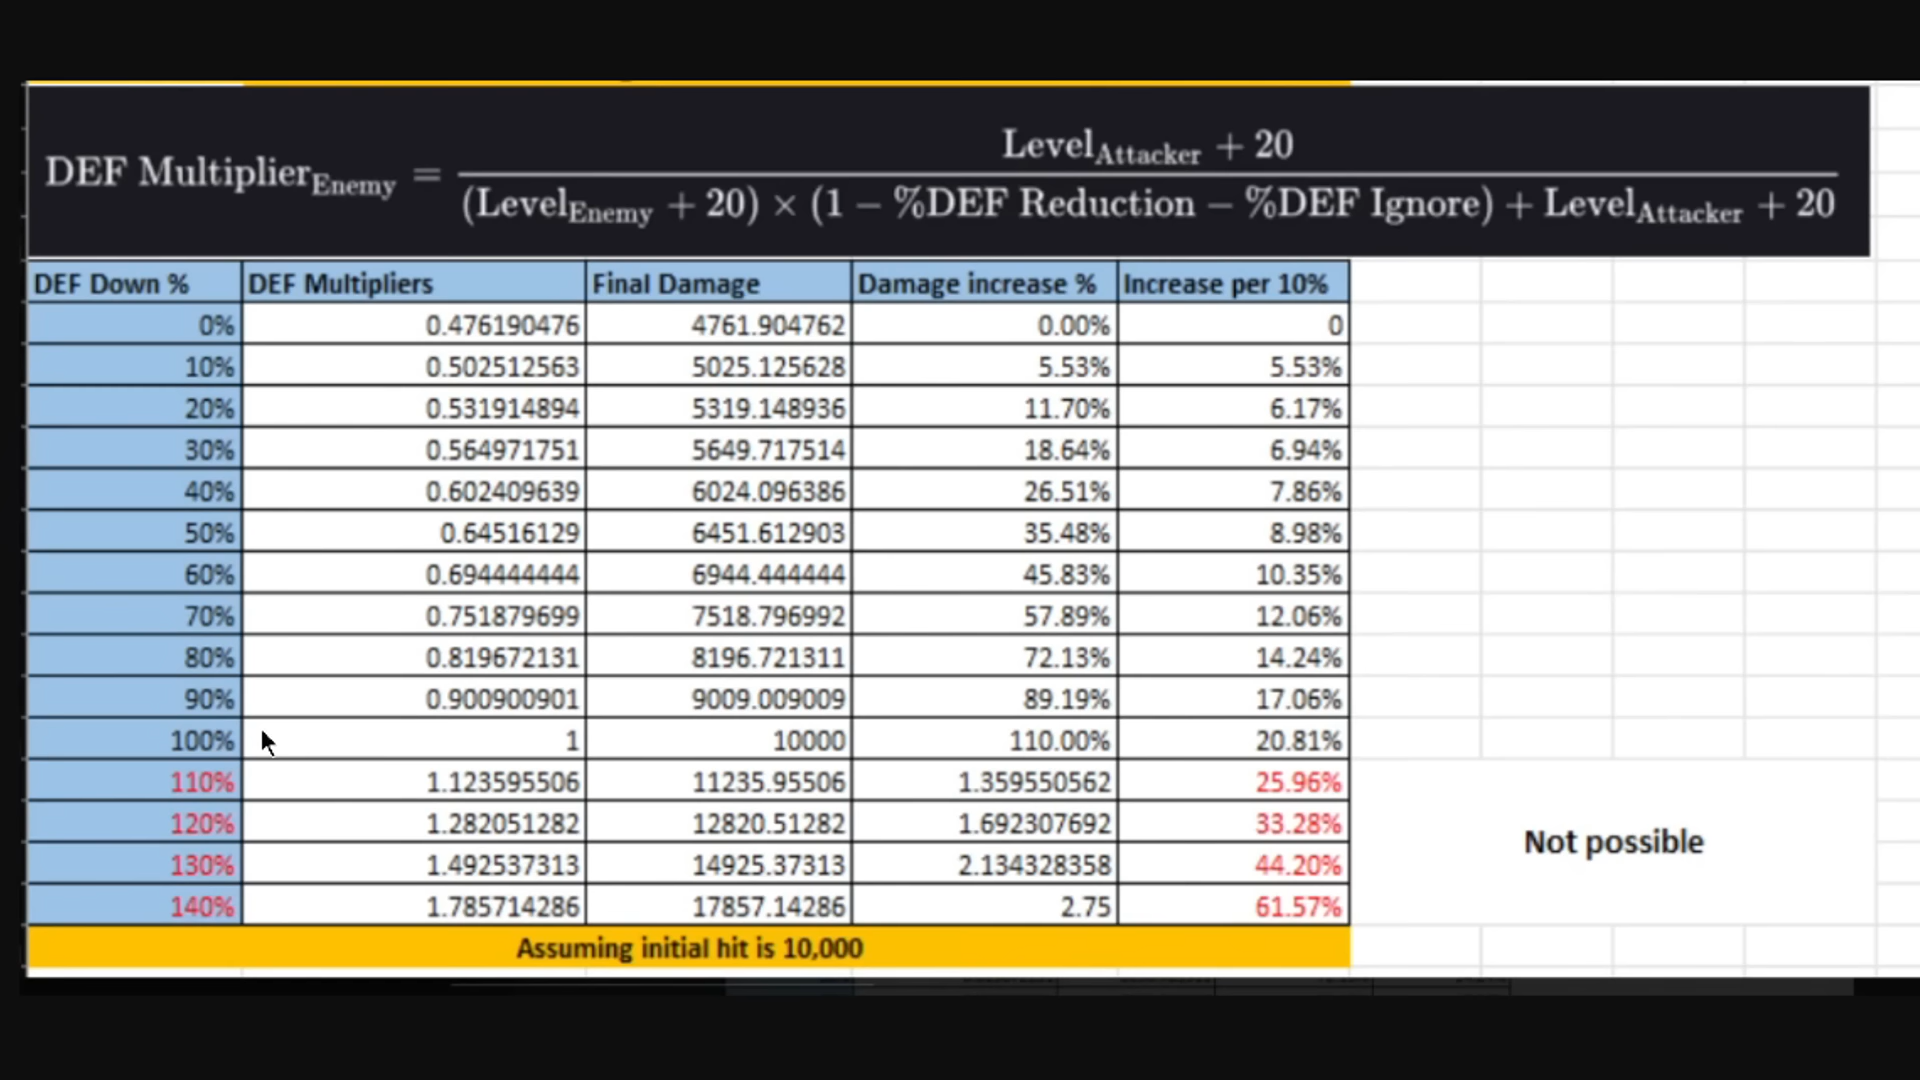 DEF Multiplier_Enemy = Level_Attacker + 20 / (Level_Enemy + 20) × (1 − %DEF Reduction − %DEF Ignore) + Level_Attacker + 20
DEF Down % DEF Multipliers Final Damage Damage increase % Increase per 10%
0% 0.476190476 4761.904762 0.00% 0
10% 0.502512563 5025.125628 5.53% 5.53%
20% 0.531914894 5319.148936 11.70% 6.17%
30% 0.564971751 5649.717514 18.64% 6.94%
40% 0.602409639 6024.096386 26.51% 7.86%
50% 0.64516129 6451.612903 35.48% 8.98%
60% 0.694444444 6944.444444 45.83% 10.35%
70% 0.751879699 7518.796992 57.89% 12.06%
80% 0.819672131 8196.721311 72.13% 14.24%
90% 0.900900901 9009.009009 89.19% 17.06%
100% 1 10000 110.00% 20.81%
110% 1.123595506 11235.95506 1.359550562 25.96%
120% 1.282051282 12820.51282 1.692307692 33.28%
Not possible
130% 1.492537313 14925.37313 2.134328358 44.20%
140% 1.785714286 17857.14286 2.75 61.57%
Assuming initial hit is 10,000